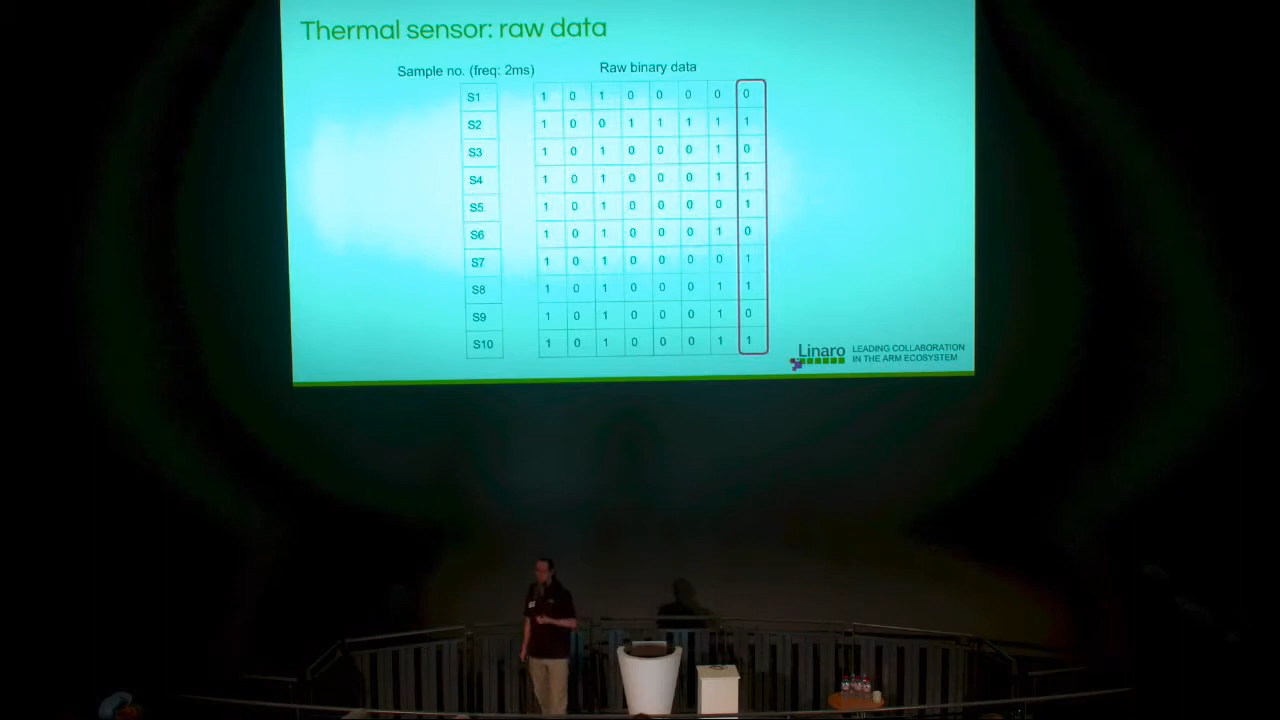 Thermal sensor: raw data
Sample no. (freq: 2ms) Raw binary data
S1 1 0 1 0 0 0 0 0
S2 1 0 0 1 1 1 1 1
S3 1 0 1 0 0 0 1 0
S4 1 0 1 0 0 0 1 1
S5 1 0 1 0 0 0 0 1
S6 1 0 1 0 0 0 1 0
S7 1 0 1 0 0 0 0 1
S8 1 0 1 0 0 0 1 1
S9 1 0 1 0 0 0 1 0
S10 1 0 1 0 0 0 1 1
Linaro
LEADING COLLABORATION
IN THE ARM ECOSYSTEM